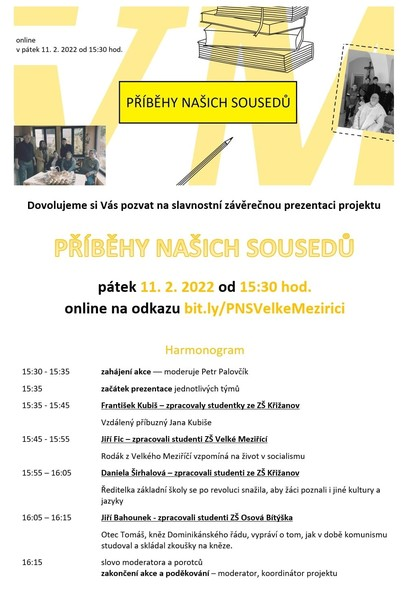 online
v pátek 11. 2. 2022 od 15:30 hod.
PŘÍBĚHY NAŠICH SOUSEDŮ
Dovolujeme si Vás pozvat na slavnostní závěrečnou prezentaci projektu
PŘÍBĚHY NAŠICH SOUSEDŮ
pátek 11. 2. 2022 od 15:30 hod.
online na odkazu bit.ly/PNSVelkeMezirici
Harmonogram
15:30 - 15:35 zahájení akce — moderuje Petr Palovčík
15:35 začátek prezentace jednotlivých týmů
15:35 - 15:45 František Kubiš – zpracovaly studentky ze ZŠ Křižanov
Vzdálený příbuzný Jana Kubiše
15:45 - 15:55 Jiří Fic – zpracovali studenti ZŠ Velké Meziříčí
Rodák z Velkého Meziříčí vzpomíná na život v socialismu
15:55 – 16:05 Daniela Širhalová – zpracovali studenti ze ZŠ Křižanov
Ředitelka základní školy se po revoluci snažila, aby žáci poznali i jiné kultury a
jazyky
16:05 – 16:15 Jiří Bahounek - zpracovali studenti ZŠ Osová Bítýška
Otec Tomáš, kněz Dominikánského řádu, vypráví o tom, jak v době komunismu
studoval a skládal zkoušky na kněze.
16:15 slovo moderátora a porotců
zakončení akce a poděkování – moderator, koordinátor projektu